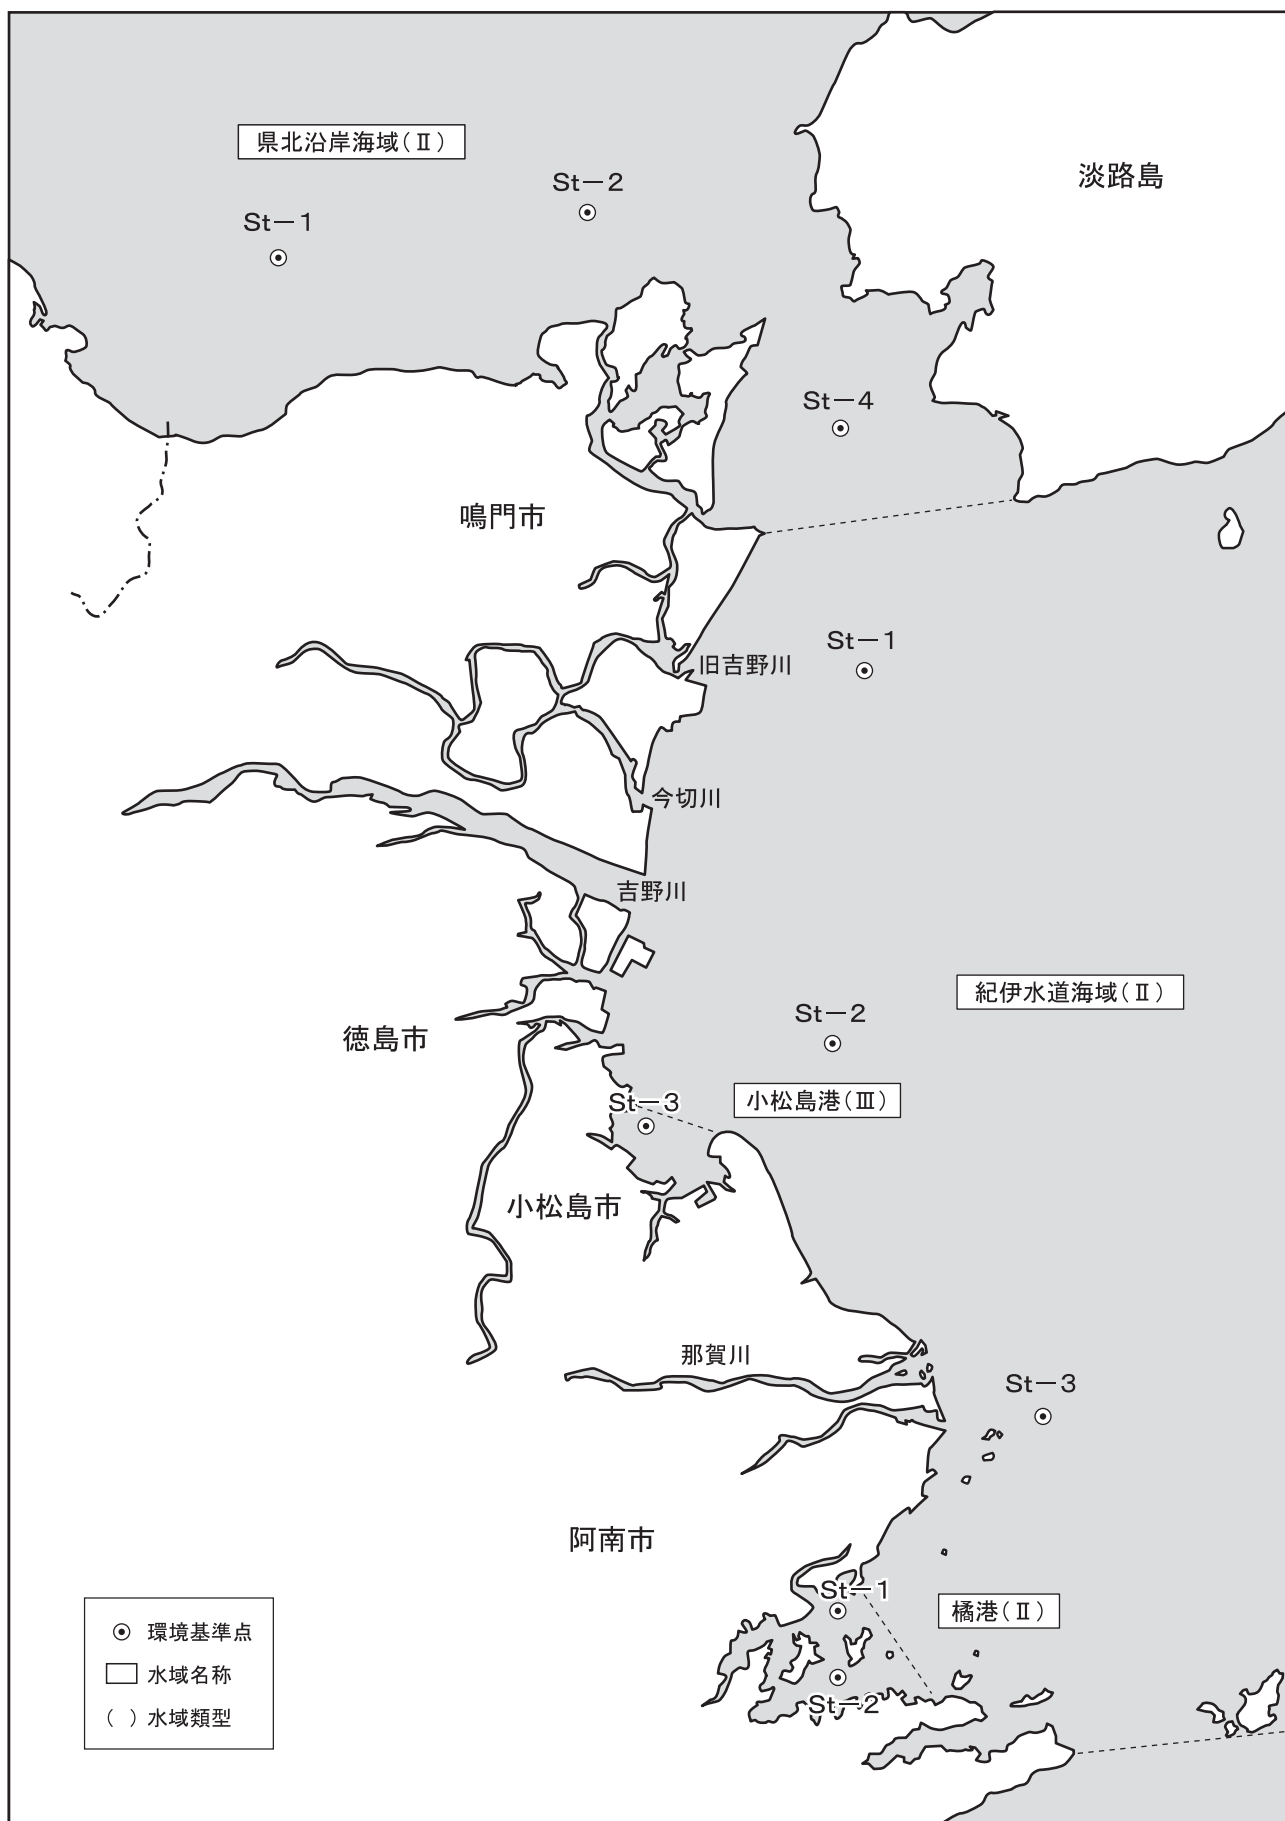 県北沿岸海域(Ⅱ)
淡路島
St－2
St－1
St－4
鳴門市
St－1
旧吉野川
今切川
吉野川
紀伊水道海域(Ⅱ)
St－2
徳島市
小松島港(Ⅲ)
St－3
小松島市
那賀川
St－3
阿南市
St－1
橘港(Ⅱ)
St－2
環境基準点
水域名称
( ) 水域類型